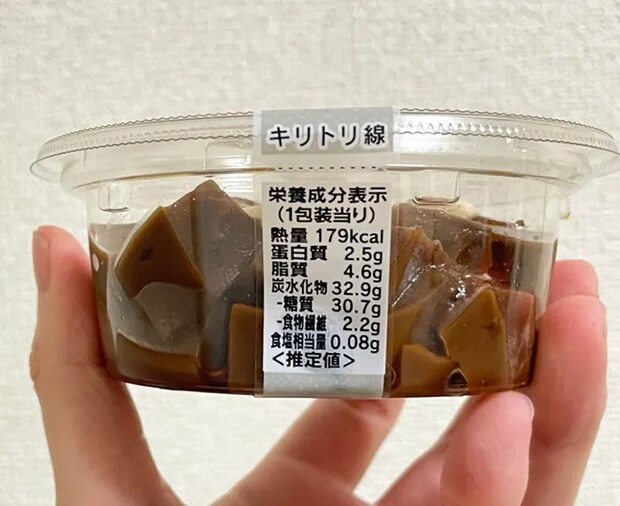 キリトリ線
栄養成分表示
(1包装当り)
熱量 179kcal
蛋白質 2.5g
脂質 4.6g
炭水化物 32.9g
-糖質 30.7g
-食物繊維 2.2g
食塩相当量 0.08g
<推定値>